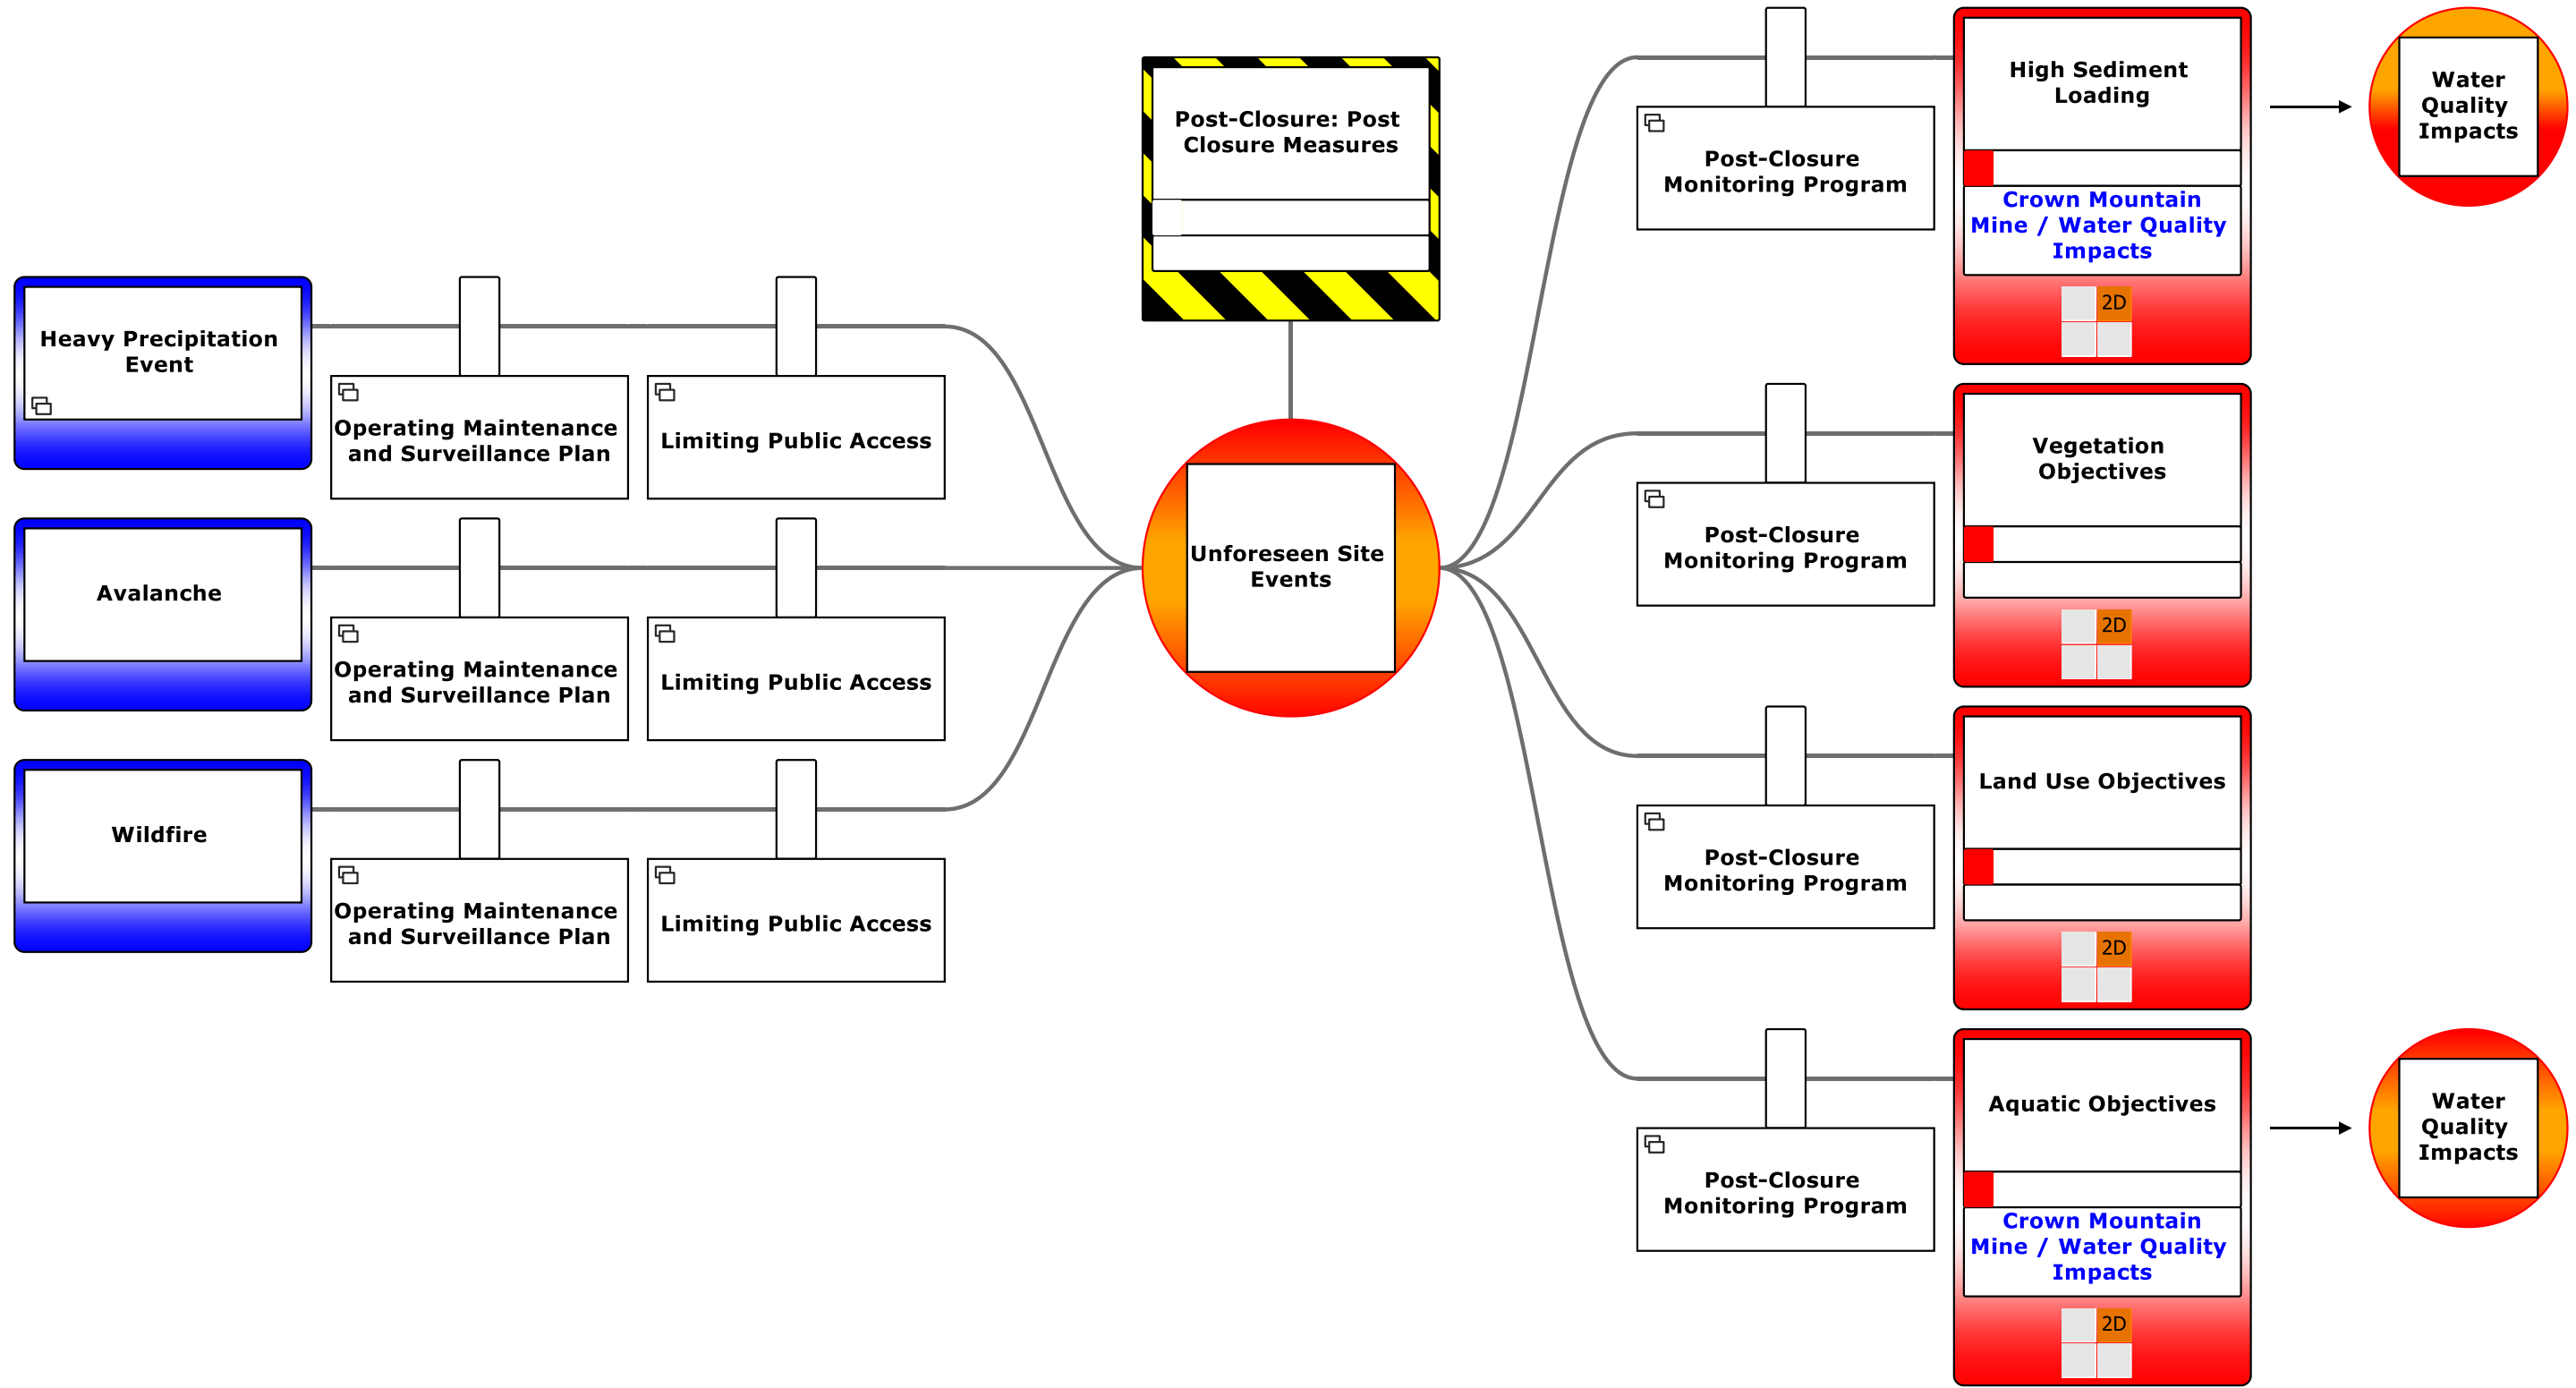 Heavy Precipitation
Event
Operating Maintenance
and Surveillance Plan
Limiting Public Access
Avalanche
Operating Maintenance
and Surveillance Plan
Limiting Public Access
Wildfire
Operating Maintenance
and Surveillance Plan
Limiting Public Access
Post-Closure: Post
Closure Measures
Unforeseen Site
Events
Post-Closure
Monitoring Program
High Sediment
Loading
Crown Mountain
Mine / Water Quality
Impacts
2D
Water
Quality
Impacts
Post-Closure
Monitoring Program
Vegetation
Objectives
2D
Post-Closure
Monitoring Program
Land Use Objectives
2D
Post-Closure
Monitoring Program
Aquatic Objectives
Crown Mountain
Mine / Water Quality
Impacts
2D
Water
Quality
Impacts